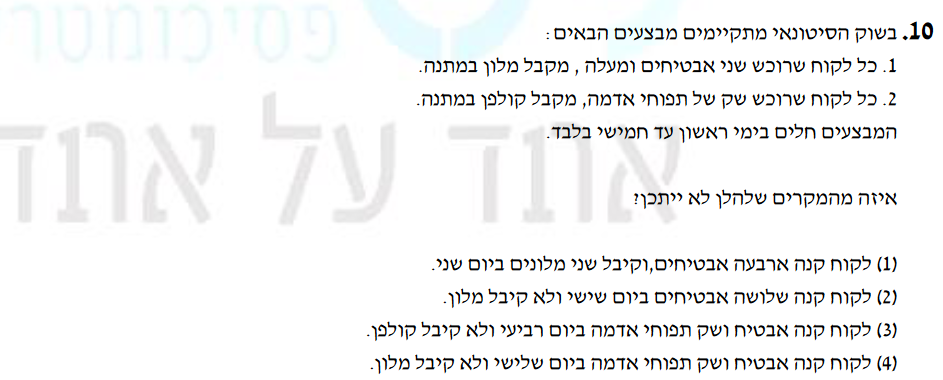 פסיכומטרי
אחד על אחד
10. בשוק הסיטונאי מתקיימים מבצעים הבאים :
1. כל לקוח שרוכש שני אבטיחים ומעלה , מקבל מלון במתנה.
2. כל לקוח שרוכש שק של תפוחי אדמה, מקבל קולפן במתנה.
המבצעים חלים בימי ראשון עד חמישי בלבד.
איזה מהמקרים שלהלן לא ייתכן?
(1) לקוח קנה ארבעה אבטיחים,וקיבל שני מלונים ביום שני.
(2) לקוח קנה שלושה אבטיחים ביום שישי ולא קיבל מלון.
(3) לקוח קנה אבטיח ושק תפוחי אדמה ביום רביעי ולא קיבל קולפן.
(4) לקוח קנה אבטיח ושק תפוחי אדמה ביום שלישי ולא קיבל מלון.